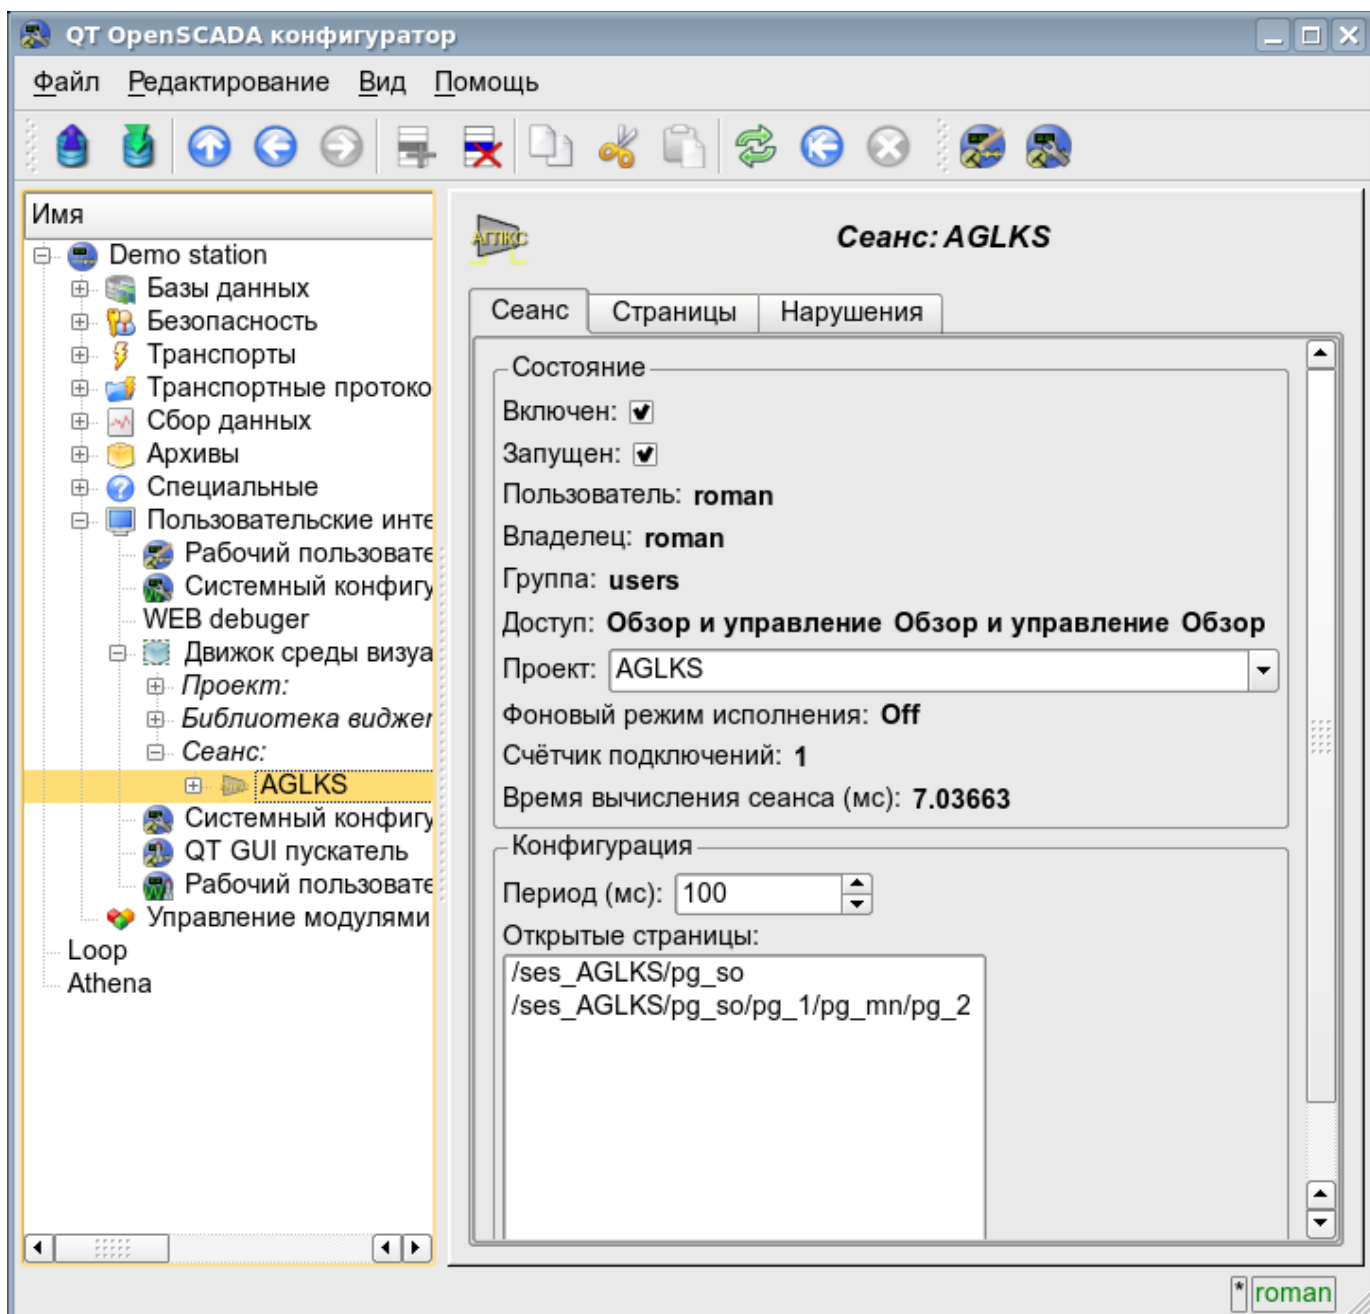 QT OpenSCADA конфигуратор
Файл Редактирование Вид Помощь
Имя
Demo station
Базы данных
Безопасность
Транспорты
Транспортные протоко
Сбор данных
Архивы
Специальные
Пользовательские инте
Рабочий пользовате
Системный конфигу
WEB debuger
Движок среды визуа
Проект:
Библиотека виджет
Сеанс:
AGLKS
Системный конфигу
QT GUI пускатель
Рабочий пользовате
Управление модулями
Loop
Athena
АГЛКС
Сеанс: AGLKS
Сеанс Страницы Нарушения
Состояние
Включен:
Запущен:
Пользователь: roman
Владелец: roman
Группа: users
Доступ: Обзор и управление Обзор и управление Обзор
Проект: AGLKS
Фоновый режим исполнения: Off
Счётчик подключений: 1
Время вычисления сеанса (мс): 7.03663
Конфигурация
Период (мс): 100
Открытые страницы:
/ses_AGLKS/pg_so
/ses_AGLKS/pg_so/pg_1/pg_mn/pg_2
* roman